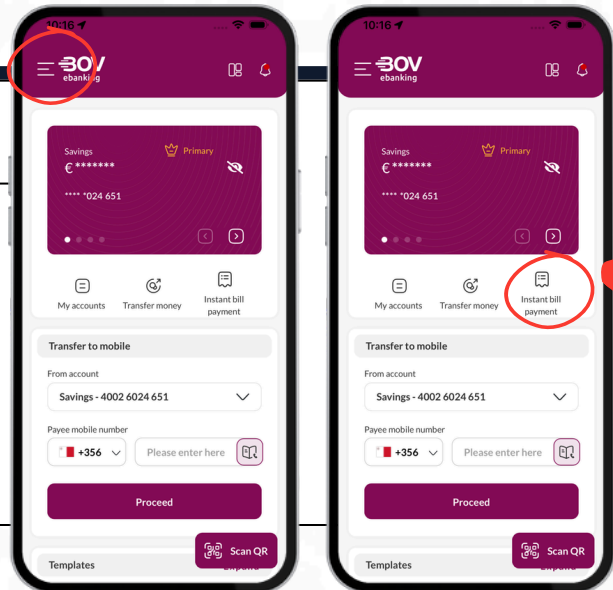 10:16
BOV
ebanking
Savings
Primary
€ *******
**** *024 651
My accounts
Transfer money
Instant bill
payment
Transfer to mobile
From account
Savings - 4002 6024 651
Payee mobile number
+356
Please enter here
Proceed
Scan QR
Templates
10:16
BOV
ebanking
Savings
Primary
€ *******
**** *024 651
My accounts
Transfer money
Instant bill
payment
Transfer to mobile
From account
Savings - 4002 6024 651
Payee mobile number
+356
Please enter here
Proceed
Scan QR
Templates